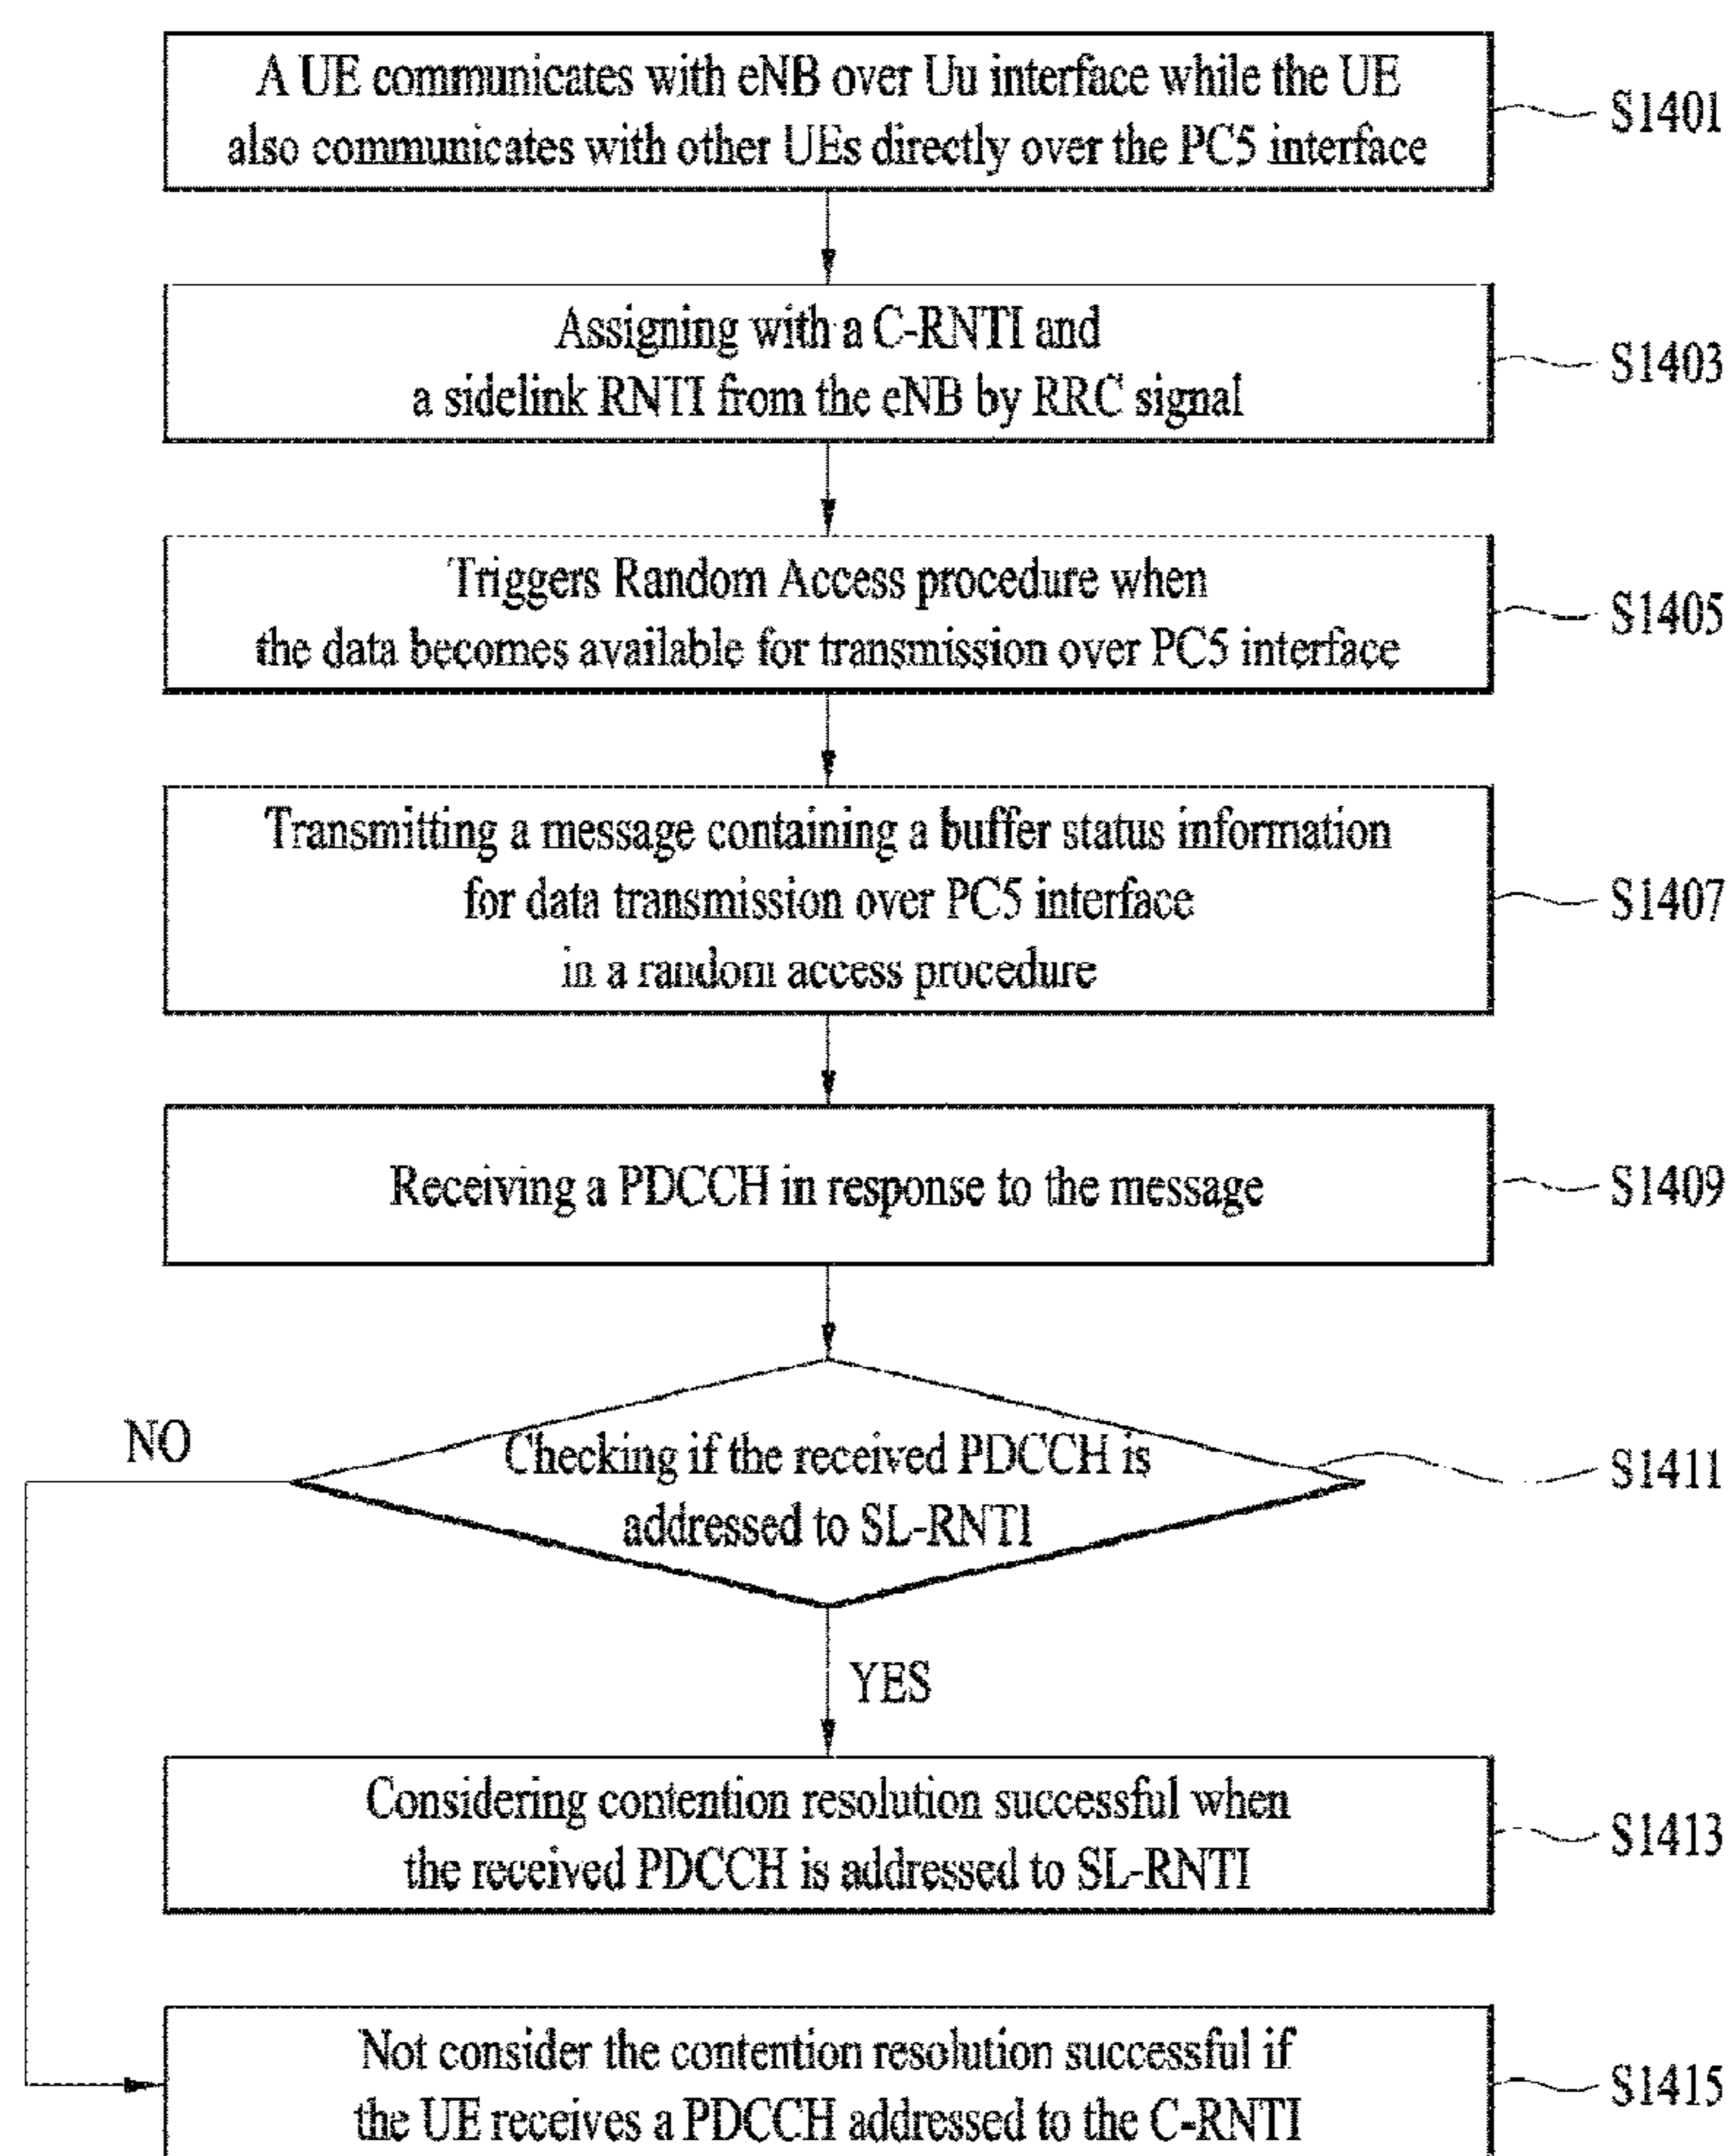 A UE communicates with eNB over Uu interface while the UE
also communicates with other UEs directly over the PC5 interface
S1401
Assigning with a C-RNTI and
a sidelink RNTI from the eNB by RRC signal
S1403
Triggers Random Access procedure when
the data becomes available for transmission over PC5 interface
S1405
Transmitting a message containing a buffer status information
for data transmission over PC5 interface
in a random access procedure
S1407
Receiving a PDCCH in response to the message
S1409
NO
Checking if the received PDCCH is
addressed to SL-RNTI
S1411
YES
Considering contention resolution successful when
the received PDCCH is addressed to SL-RNTI
S1413
Not consider the contention resolution successful if
the UE receives a PDCCH addressed to the C-RNTI
S1415